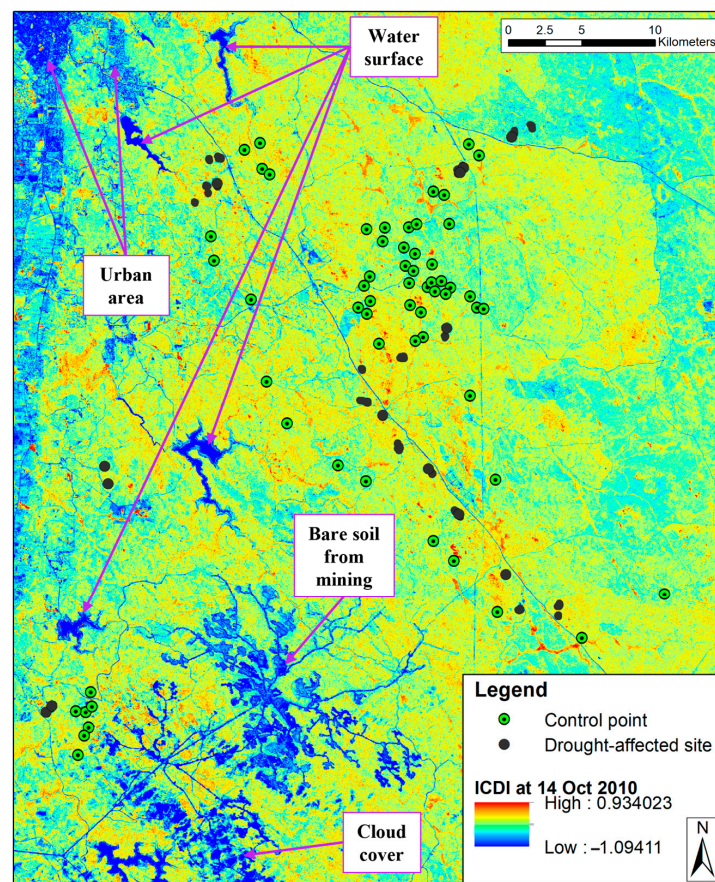 Water
surface
0 2.5 5 10
Kilometers
Urban
area
Bare soil
from
mining
Legend
Control point
Drought-affected site
ICDI at 14 Oct 2010
High : 0.934023
Low : –1.09411
N
Cloud
cover